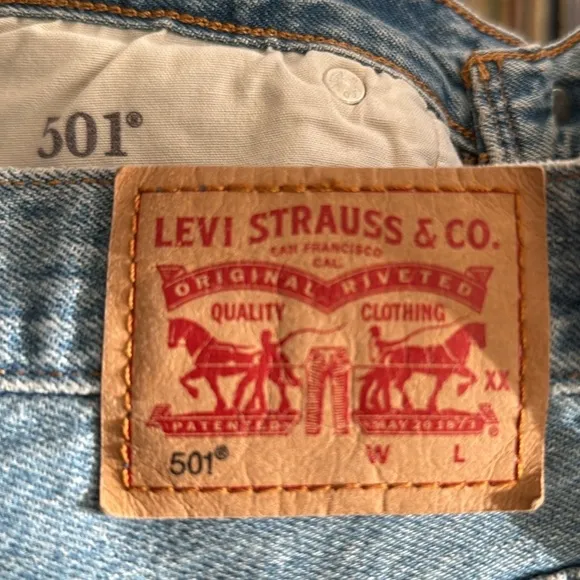 501®
LEVI STRAUSS & CO.
SAN FRANCISCO
CAL.
ORIGINAL RIVETED
QUALITY CLOTHING
XX
PATENTED MAY 20 1873
®
501® W L